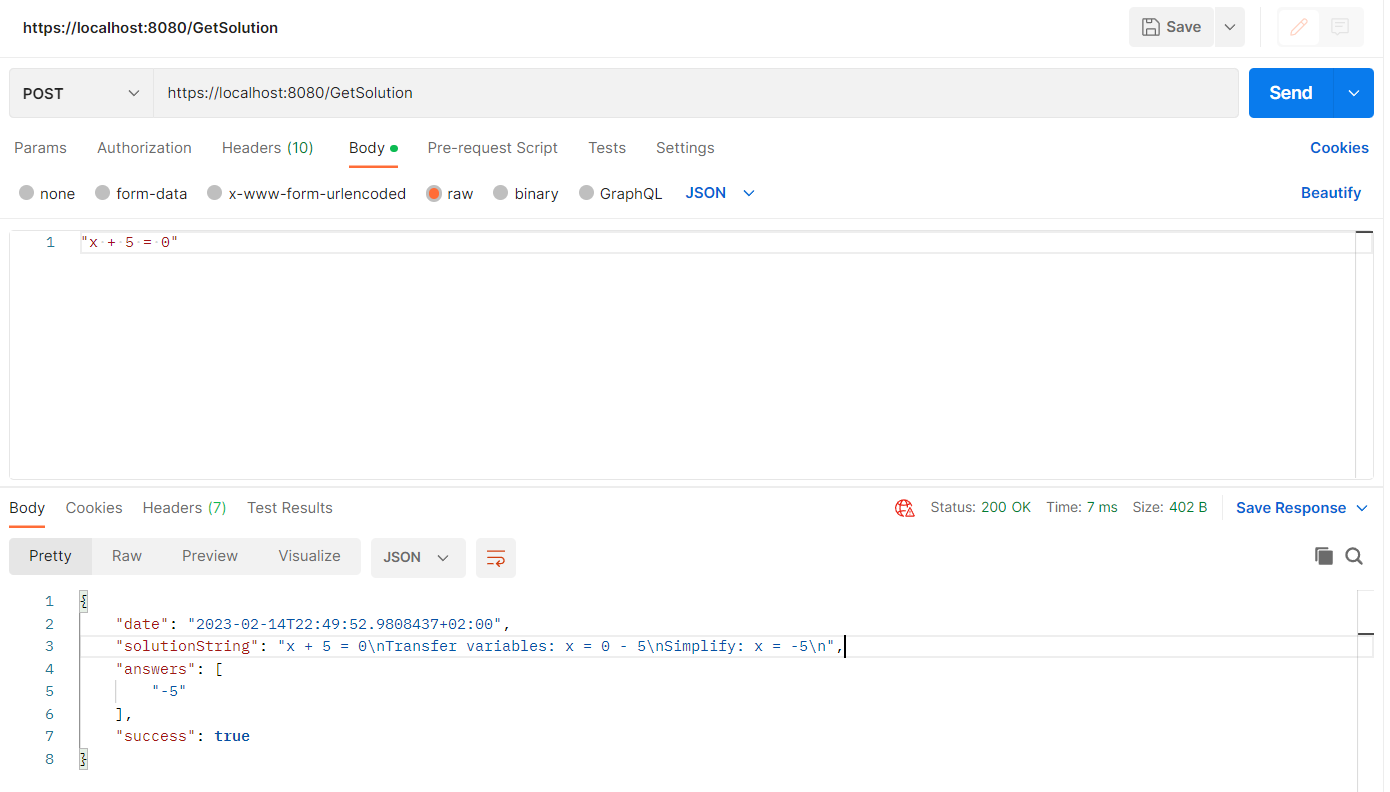 https://localhost:8080/GetSolution
Save
POST
https://localhost:8080/GetSolution
Send
Params Authorization Headers (10) Body Pre-request Script Tests Settings Cookies
none form-data x-www-form-urlencoded raw binary GraphQL JSON Beautify
1 "x + 5 = 0"
Body Cookies Headers (7) Test Results Status: 200 OK Time: 7 ms Size: 402 B Save Response
Pretty Raw Preview Visualize JSON
1 {
2 "date": "2023-02-14T22:49:52.9808437+02:00",
3 "solutionString": "x + 5 = 0\nTransfer variables: x = 0 - 5\nSimplify: x = -5\n",
4 "answers": [
5 "-5"
6 ],
7 "success": true
8 }